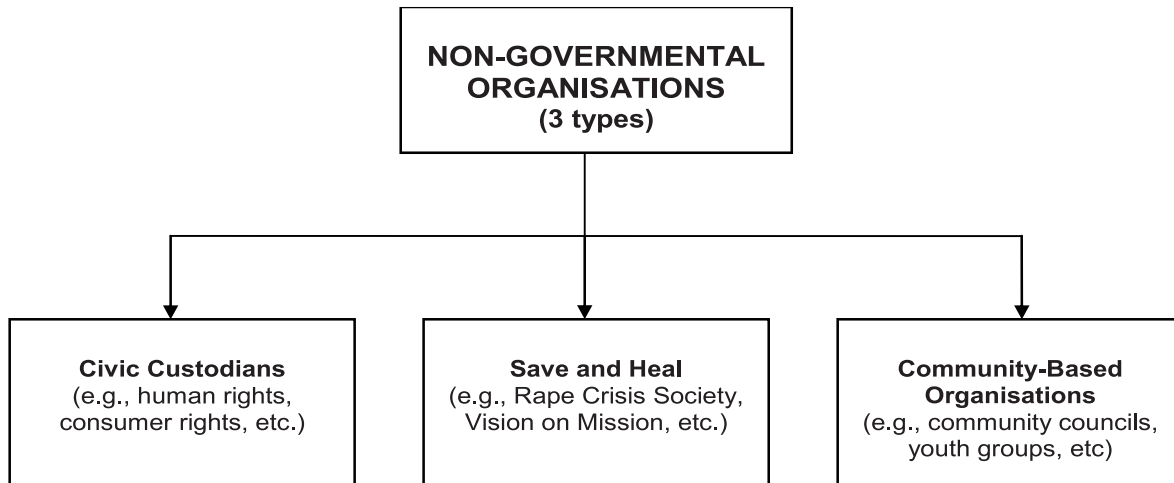 NON-GOVERNMENTAL
ORGANISATIONS
(3 types)
Civic Custodians
(e.g., human rights,
consumer rights, etc.)
Save and Heal
(e.g., Rape Crisis Society,
Vision on Mission, etc.)
Community-Based
Organisations
(e.g., community councils,
youth groups, etc)